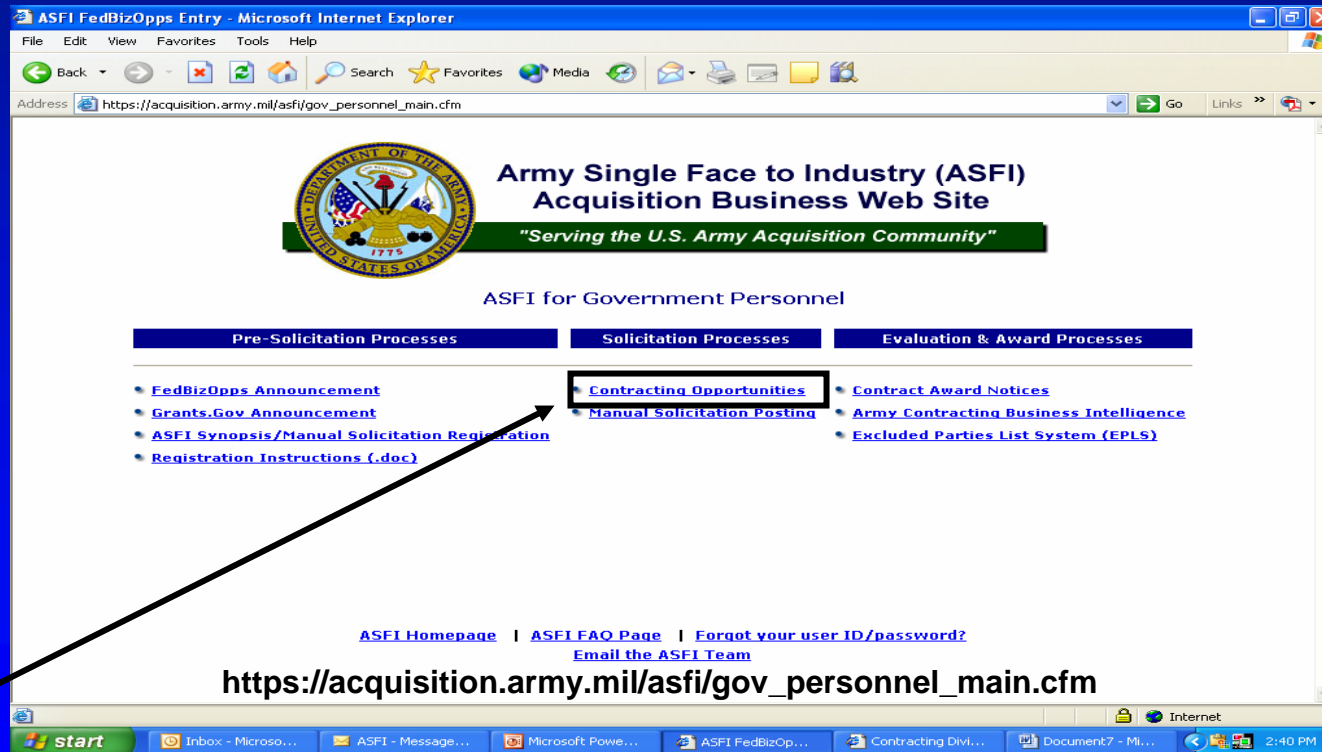 ASFI FedBizOpps Entry - Microsoft Internet Explorer
File Edit View Favorites Tools Help
Back Search Favorites Media
Address https://acquisition.army.mil/asfi/gov_personnel_main.cfm Go Links »
DEPARTMENT OF THE ARMY
UNITED STATES OF AMERICA
1775
Army Single Face to Industry (ASFI)
Acquisition Business Web Site
"Serving the U.S. Army Acquisition Community"
ASFI for Government Personnel
Pre-Solicitation Processes Solicitation Processes Evaluation & Award Processes
FedBizOpps Announcement Contracting Opportunities Contract Award Notices
Grants.Gov Announcement Manual Solicitation Posting Army Contracting Business Intelligence
ASFI Synopsis/Manual Solicitation Registration Excluded Parties List System (EPLS)
Registration Instructions (.doc)
ASFI Homepage | ASFI FAQ Page | Forgot your user ID/password?
Email the ASFI Team
https://acquisition.army.mil/asfi/gov_personnel_main.cfm
Internet
start Inbox - Microso... ASFI - Message... Microsoft Powe... ASFI FedBizOp... Contracting Divi... Document7 - Mi... 2:40 PM